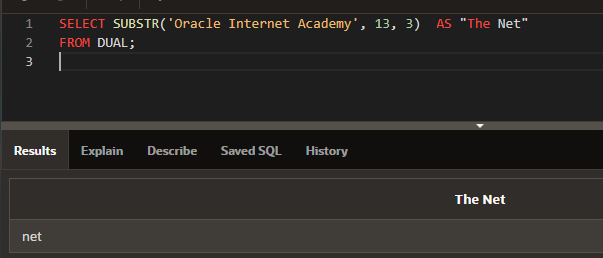 1 SELECT SUBSTR('Oracle Internet Academy', 13, 3)  AS "The Net"
2 FROM DUAL;
3
Results Explain Describe Saved SQL History
The Net
net